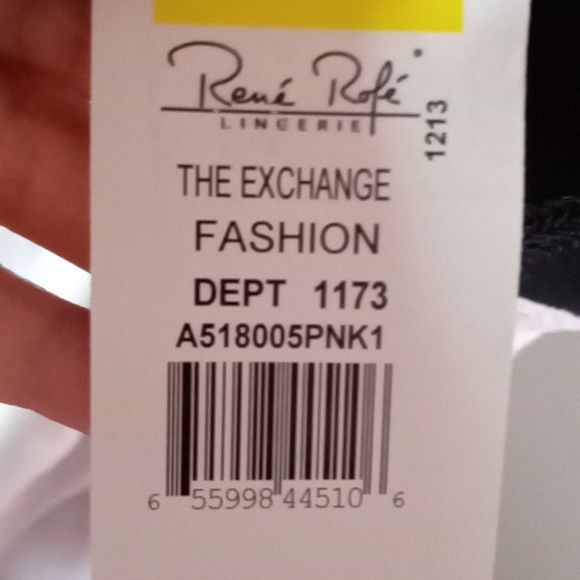 René Rofé
LINGERIE
1213
THE EXCHANGE
FASHION
DEPT 1173
A518005PNK1
6 55998 44510 6